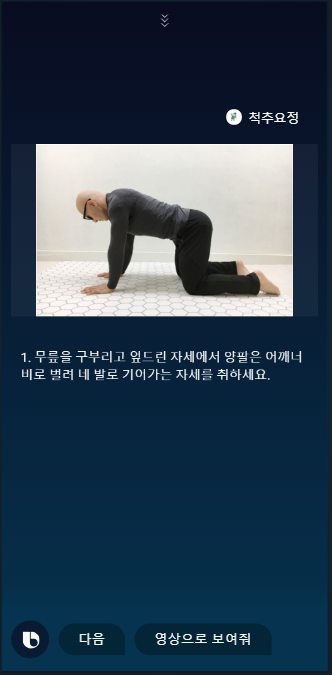 척추요정
1. 무릎을 구부리고 엎드린 자세에서 양팔은 어깨너
비로 벌려 네 발로 기어가는 자세를 취하세요.
다음
영상으로 보여줘